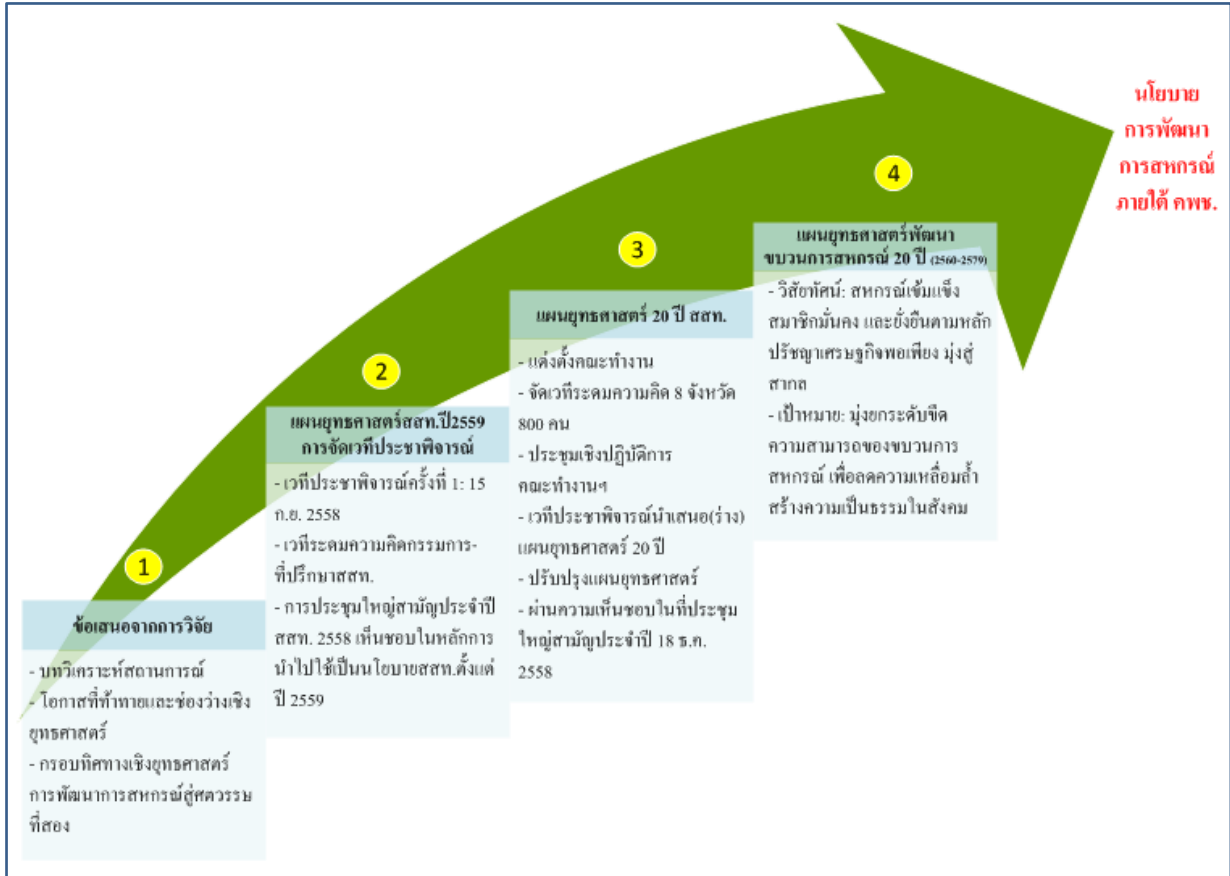 นโยบาย
การพัฒนา
การสหกรณ์
ภายใต้ คพช.
4
แผนยุทธศาสตร์พัฒนา
ขบวนการสหกรณ์ 20 ปี (2560-2579)
- วิสัยทัศน์: สหกรณ์เข้มแข็ง
สมาชิกมั่นคง และยั่งยืนตามหลัก
ปรัชญาเศรษฐกิจพอเพียง มุ่งสู่
สากล
- เป้าหมาย: มุ่งยกระดับขีด
ความสามารถของขบวนการ
สหกรณ์ เพื่อลดความเหลื่อมล้ำ
สร้างความเป็นธรรมในสังคม
3
แผนยุทธศาสตร์ 20 ปี สสท.
- แต่งตั้งคณะทำงาน
- จัดเวทีระดมความคิด 8 จังหวัด
800 คน
- ประชุมเชิงปฏิบัติการ
คณะทำงานฯ
- เวทีประชาพิจารณ์นำเสนอ(ร่าง)
แผนยุทธศาสตร์ 20 ปี
- ปรับปรุงแผนยุทธศาสตร์
- ผ่านความเห็นชอบในที่ประชุม
ใหญ่สามัญประจำปี 18 ธ.ค.
2558
2
แผนยุทธศาสตร์สสท.ปี2559
การจัดเวทีประชาพิจารณ์
- เวทีประชาพิจารณ์ครั้งที่ 1: 15
ก.ย. 2558
- เวทีระดมความคิดกรรมการ-
ที่ปรึกษาสสท.
- การประชุมใหญ่สามัญประจำปี
สสท. 2558 เห็นชอบในหลักการ
นำไปใช้เป็นนโยบายสสท.ตั้งแต่
ปี 2559
1
ข้อเสนอจากการวิจัย
- บทวิเคราะห์สถานการณ์
- โอกาสที่ท้าทายและช่องว่างเชิง
ยุทธศาสตร์
- กรอบทิศทางเชิงยุทธศาสตร์
การพัฒนาการสหกรณ์สู่ศตวรรษ
ที่สอง